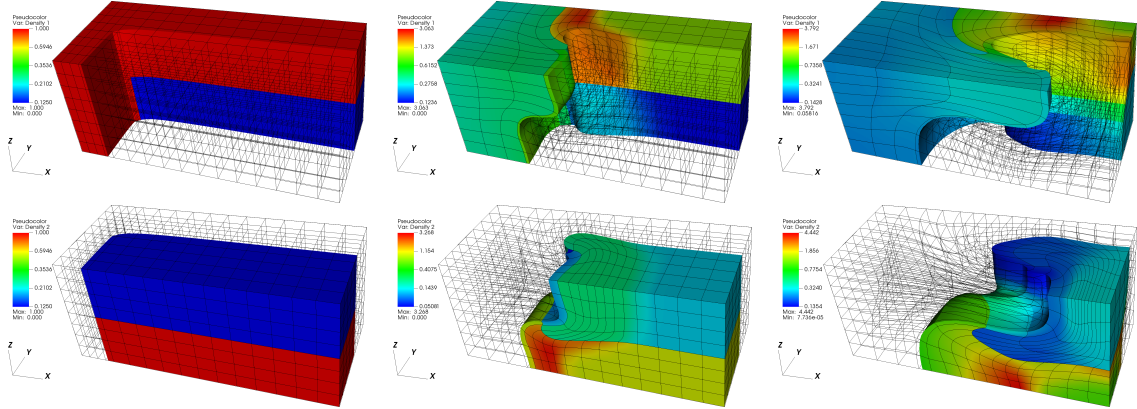 Pseudocolor
Var: Density 1
1.000
0.5946
0.3536
0.2102
0.1250
Max: 1.000
Min: 0.000
Z
Y
X
Pseudocolor
Var: Density 1
3.063
1.373
0.6152
0.2758
0.1236
Max: 3.063
Min: 0.000
Z
Y
X
Pseudocolor
Var: Density 1
3.792
1.671
0.7358
0.3241
0.1428
Max: 3.792
Min: 0.05816
Z
Y
X
Pseudocolor
Var: Density 2
1.000
0.5946
0.3536
0.2102
0.1250
Max: 1.000
Min: 0.000
Z
Y
X
Pseudocolor
Var: Density 2
3.268
1.154
0.4075
0.1439
0.05081
Max: 3.268
Min: 0.000
Z
Y
X
Pseudocolor
Var: Density 2
4.442
1.856
0.7754
0.3240
0.1354
Max: 4.442
Min: 7.736e-05
Z
Y
X